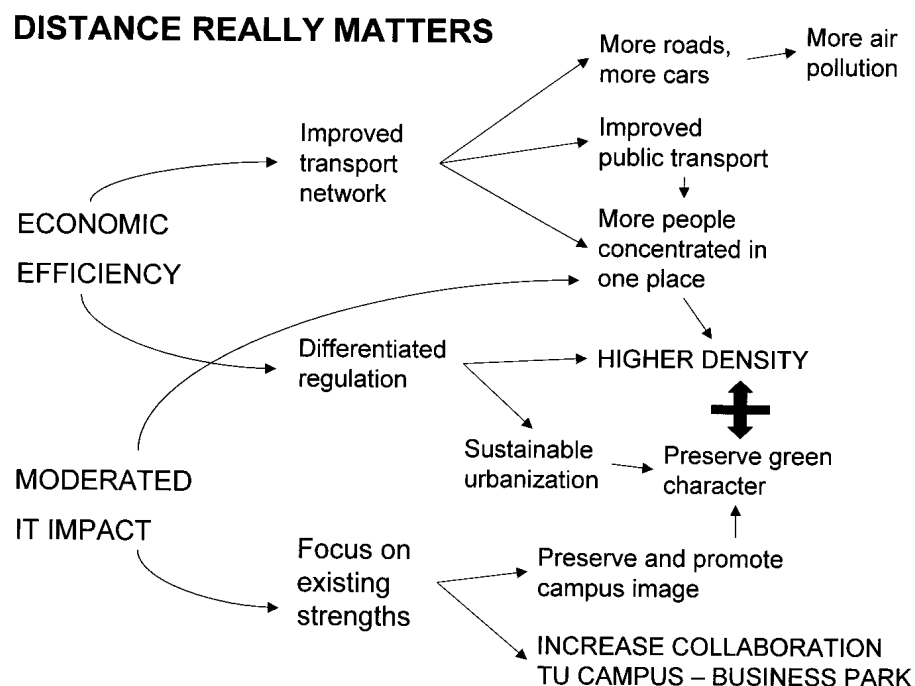 DISTANCE REALLY MATTERS
More roads,
more cars
More air
pollution
Improved
transport
network
Improved
public transport
ECONOMIC
EFFICIENCY
More people
concentrated in
one place
Differentiated
regulation
HIGHER DENSITY
Sustainable
urbanization
Preserve green
character
MODERATED
IT IMPACT
Focus on
existing
strengths
Preserve and promote
campus image
INCREASE COLLABORATION
TU CAMPUS – BUSINESS PARK